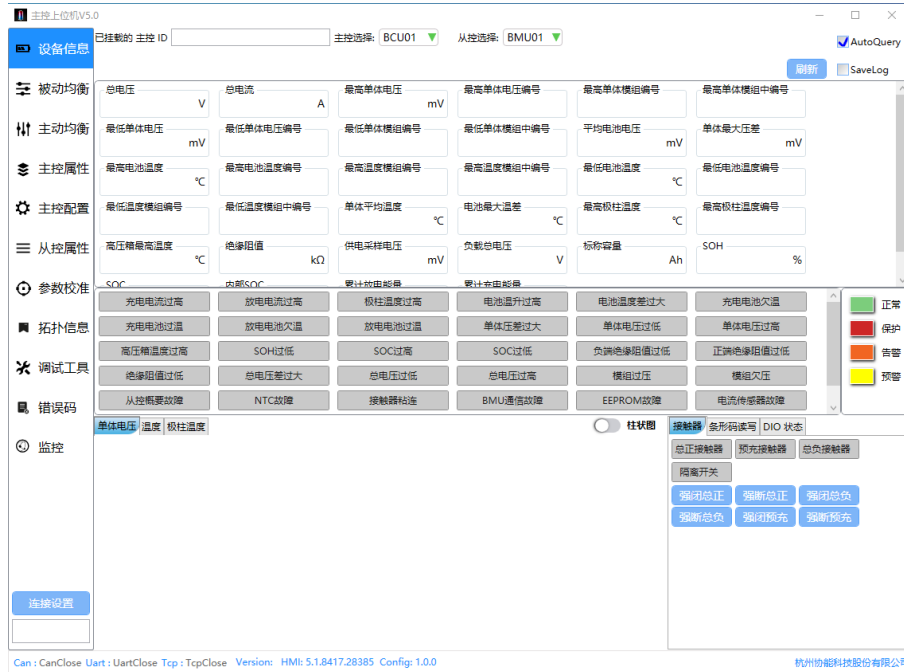 主控上位机V5.0
已挂载的 主控 ID 主控选择: BCU01 从控选择: BMU01
AutoQuery
刷新 SaveLog
设备信息
被动均衡
主动均衡
主控属性
主控配置
从控属性
参数校准
拓扑信息
调试工具
错误码
监控
连接设置
总电压 V 总电流 A 最高单体电压 mV 最高单体电压编号 最高单体模组编号 最高单体模组中编号
最低单体电压 mV 最低单体电压编号 最低单体模组编号 最低单体模组中编号 平均电池电压 mV 单体最大压差 mV
最高电池温度 ℃ 最高电池温度编号 最高温度模组编号 最高温度模组中编号 最低电池温度 ℃ 最低电池温度编号
最低温度模组编号 最低温度模组中编号 单体平均温度 ℃ 电池最大温差 ℃ 最高极柱温度 ℃ 最高极柱温度编号
高压箱最高温度 ℃ 绝缘阻值 kΩ 供电采样电压 mV 负载总电压 V 标称容量 Ah SOH %
SOC 内部SOC 累计放电能量 累计充电能量
充电电流过高 放电电流过高 极柱温度过高 电池温升过高 电池温度差过大 充电电池欠温
充电电池过温 放电电池欠温 放电电池过温 单体压差过大 单体电压过低 单体电压过高
高压箱温度过高 SOH过低 SOC过高 SOC过低 负端绝缘阻值过低 正端绝缘阻值过低
绝缘阻值过低 总电压差过大 总电压过低 总电压过高 模组过压 模组欠压
从控概要故障 NTC故障 接触器粘连 BMU通信故障 EEPROM故障 电流传感器故障
正常
保护
告警
预警
单体电压 温度 极柱温度 柱状图
接触器 条形码读写 DIO 状态
总正接触器 预充接触器 总负接触器
隔离开关
强闭总正 强断总正 强闭总负
强断总负 强闭预充 强断预充
Can : CanClose Uart : UartClose Tcp : TcpClose Version: HMI: 5.1.8417.28385 Config: 1.0.0 杭州协能科技股份有限公司